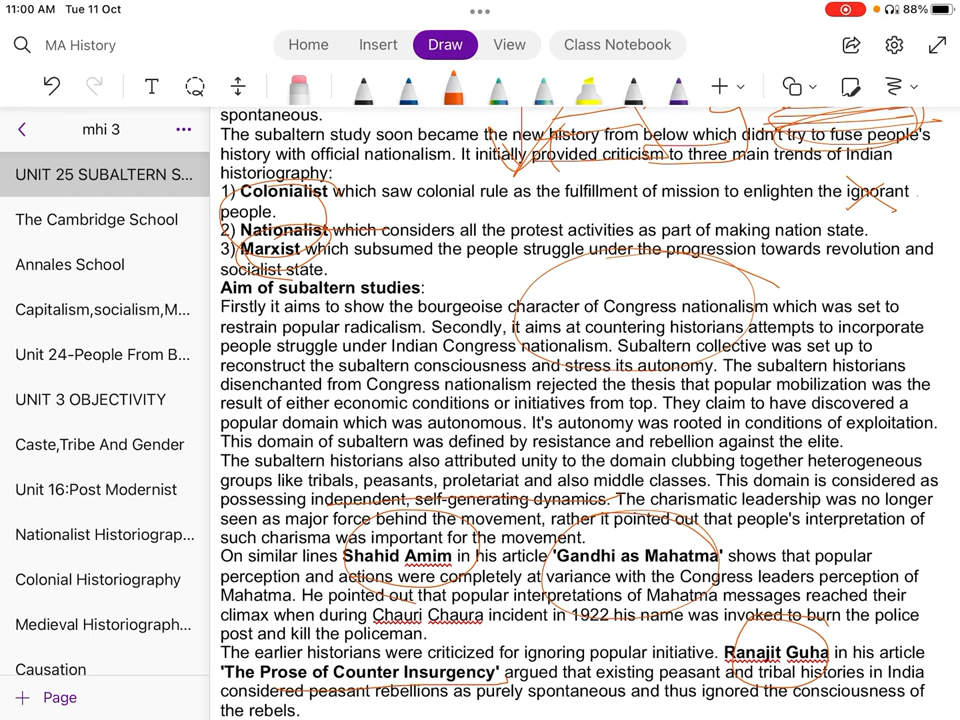 11:00 AM Tue 11 Oct
88%
MA History
Home Insert Draw View Class Notebook
T
mhi 3
UNIT 25 SUBALTERN S...
The Cambridge School
Annales School
Capitalism,socialism,M...
Unit 24-People From B...
UNIT 3 OBJECTIVITY
Caste,Tribe And Gender
Unit 16:Post Modernist
Nationalist Historiograp...
Colonial Historiography
Medieval Historiograph...
Causation
Page
spontaneous.
The subaltern study soon became the new history from below which didn't try to fuse people's
history with official nationalism. It initially provided criticism to three main trends of Indian
historiography:
1) Colonialist which saw colonial rule as the fulfillment of mission to enlighten the ignorant
people.
2) Nationalist which considers all the protest activities as part of making nation state.
3) Marxist which subsumed the people struggle under the progression towards revolution and
socialist state.
Aim of subaltern studies:
Firstly it aims to show the bourgeoise character of Congress nationalism which was set to
restrain popular radicalism. Secondly, it aims at countering historians attempts to incorporate
people struggle under Indian Congress nationalism. Subaltern collective was set up to
reconstruct the subaltern consciousness and stress its autonomy. The subaltern historians
disenchanted from Congress nationalism rejected the thesis that popular mobilization was the
result of either economic conditions or initiatives from top. They claim to have discovered a
popular domain which was autonomous. It's autonomy was rooted in conditions of exploitation.
This domain of subaltern was defined by resistance and rebellion against the elite.
The subaltern historians also attributed unity to the domain clubbing together heterogeneous
groups like tribals, peasants, proletariat and also middle classes. This domain is considered as
possessing independent, self-generating dynamics. The charismatic leadership was no longer
seen as major force behind the movement, rather it pointed out that people's interpretation of
such charisma was important for the movement.
On similar lines Shahid Amim in his article 'Gandhi as Mahatma' shows that popular
perception and actions were completely at variance with the Congress leaders perception of
Mahatma. He pointed out that popular interpretations of Mahatma messages reached their
climax when during Chauri Chaura incident in 1922 his name was invoked to burn the police
post and kill the policeman.
The earlier historians were criticized for ignoring popular initiative. Ranajit Guha in his article
'The Prose of Counter Insurgency' argued that existing peasant and tribal histories in India
considered peasant rebellions as purely spontaneous and thus ignored the consciousness of
the rebels.